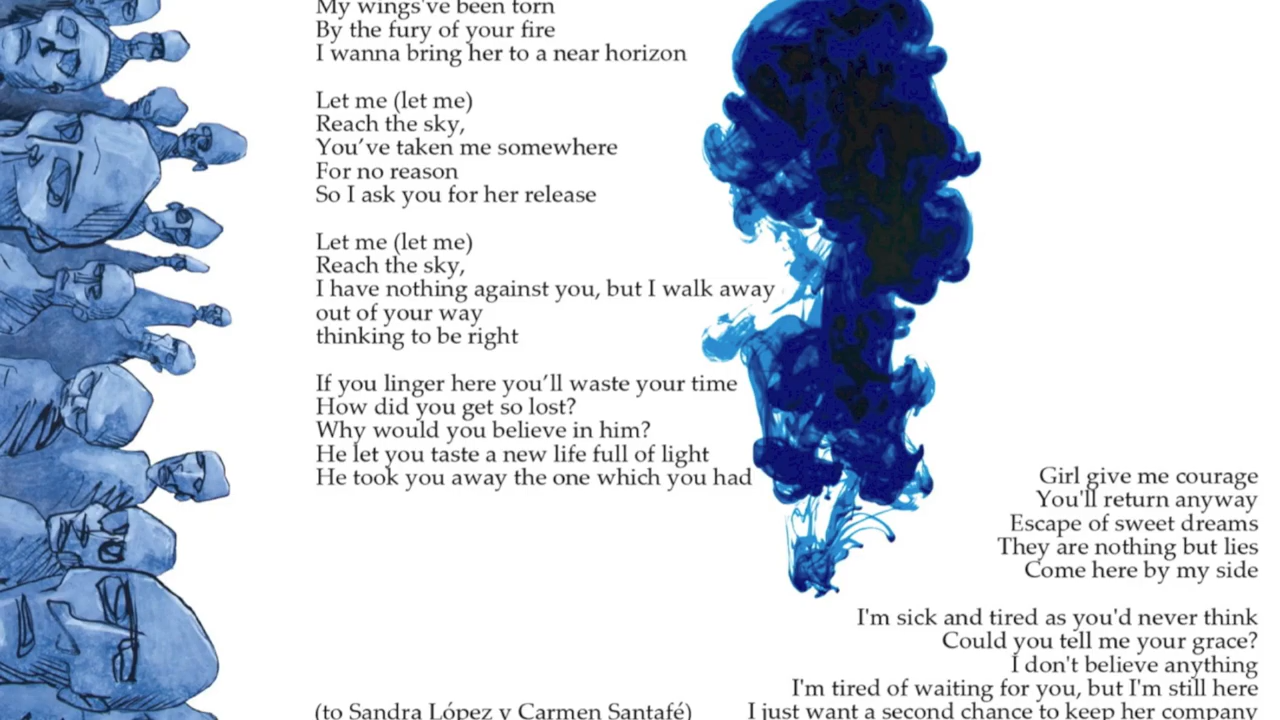 My wings've been torn
By the fury of your fire
I wanna bring her to a near horizon
Let me (let me)
Reach the sky,
You've taken me somewhere
For no reason
So I ask you for her release
Let me (let me)
Reach the sky,
I have nothing against you, but I walk away
out of your way
thinking to be right
If you linger here you'll waste your time
How did you get so lost?
Why would you believe in him?
He let you taste a new life full of light
He took you away the one which you had
(to Sandra López y Carmen Santafé)
Girl give me courage
You'll return anyway
Escape of sweet dreams
They are nothing but lies
Come here by my side
I'm sick and tired as you'd never think
Could you tell me your grace?
I don't believe anything
I'm tired of waiting for you, but I'm still here
I just want a second chance to keep her company